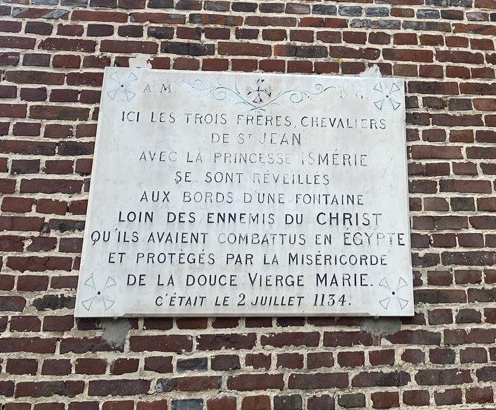 A.M.
ICI LES TROIS FRÈRES, CHEVALIERS
DE ST JEAN
AVEC LA PRINCESSE ISMÉRIE
SE SONT RÉVEILLÉS
AUX BORDS D'UNE FONTAINE
LOIN DES ENNEMIS DU CHRIST
QU'ILS AVAIENT COMBATTUS EN ÉGYPTE
ET PROTÉGÉS PAR LA MISÉRICORDE
DE LA DOUCE VIERGE MARIE.
C'ÉTAIT LE 2 JUILLET 1134.